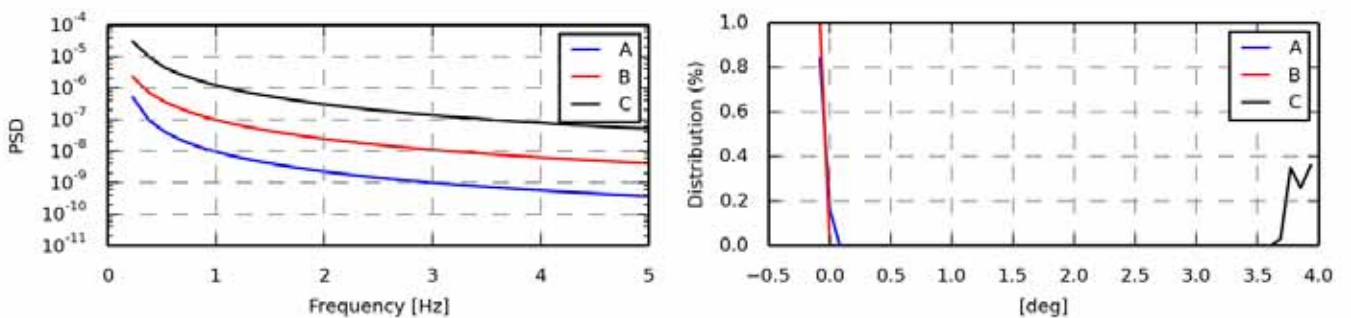 10⁻⁴
10⁻⁵
10⁻⁶
10⁻⁷
10⁻⁸
10⁻⁹
10⁻¹⁰
10⁻¹¹
PSD
A
B
C
0 1 2 3 4 5
Frequency [Hz]
1.0
0.8
0.6
0.4
0.2
0.0
Distribution (%)
A
B
C
−0.5 0.0 0.5 1.0 1.5 2.0 2.5 3.0 3.5 4.0
[deg]